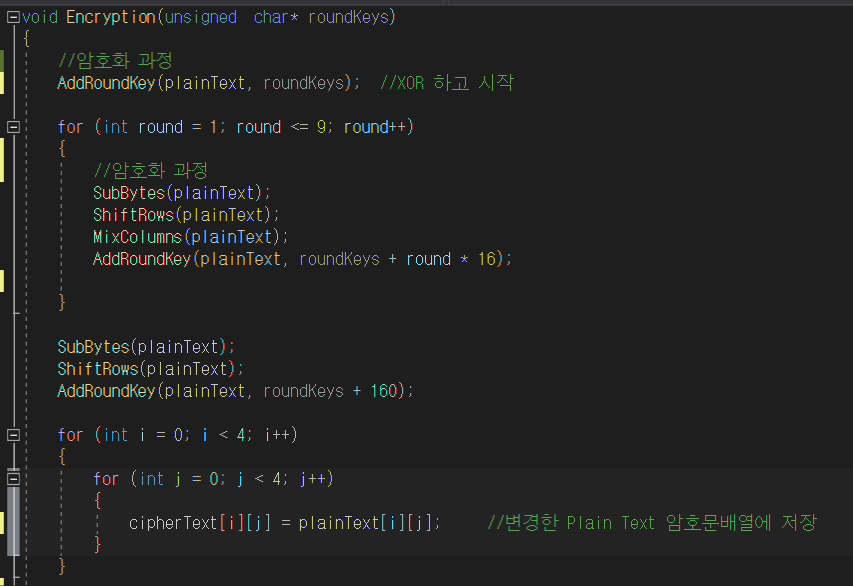 void Encryption(unsigned  char* roundKeys)
{
//암호화 과정
AddRoundKey(plainText, roundKeys);  //XOR 하고 시작
for (int round = 1; round <= 9; round++)
{
//암호화 과정
SubBytes(plainText);
ShiftRows(plainText);
MixColumns(plainText);
AddRoundKey(plainText, roundKeys + round * 16);
}
SubBytes(plainText);
ShiftRows(plainText);
AddRoundKey(plainText, roundKeys + 160);
for (int i = 0; i < 4; i++)
{
for (int j = 0; j < 4; j++)
{
cipherText[i][j] = plainText[i][j];     //변경한 Plain Text 암호문배열에 저장
}
}